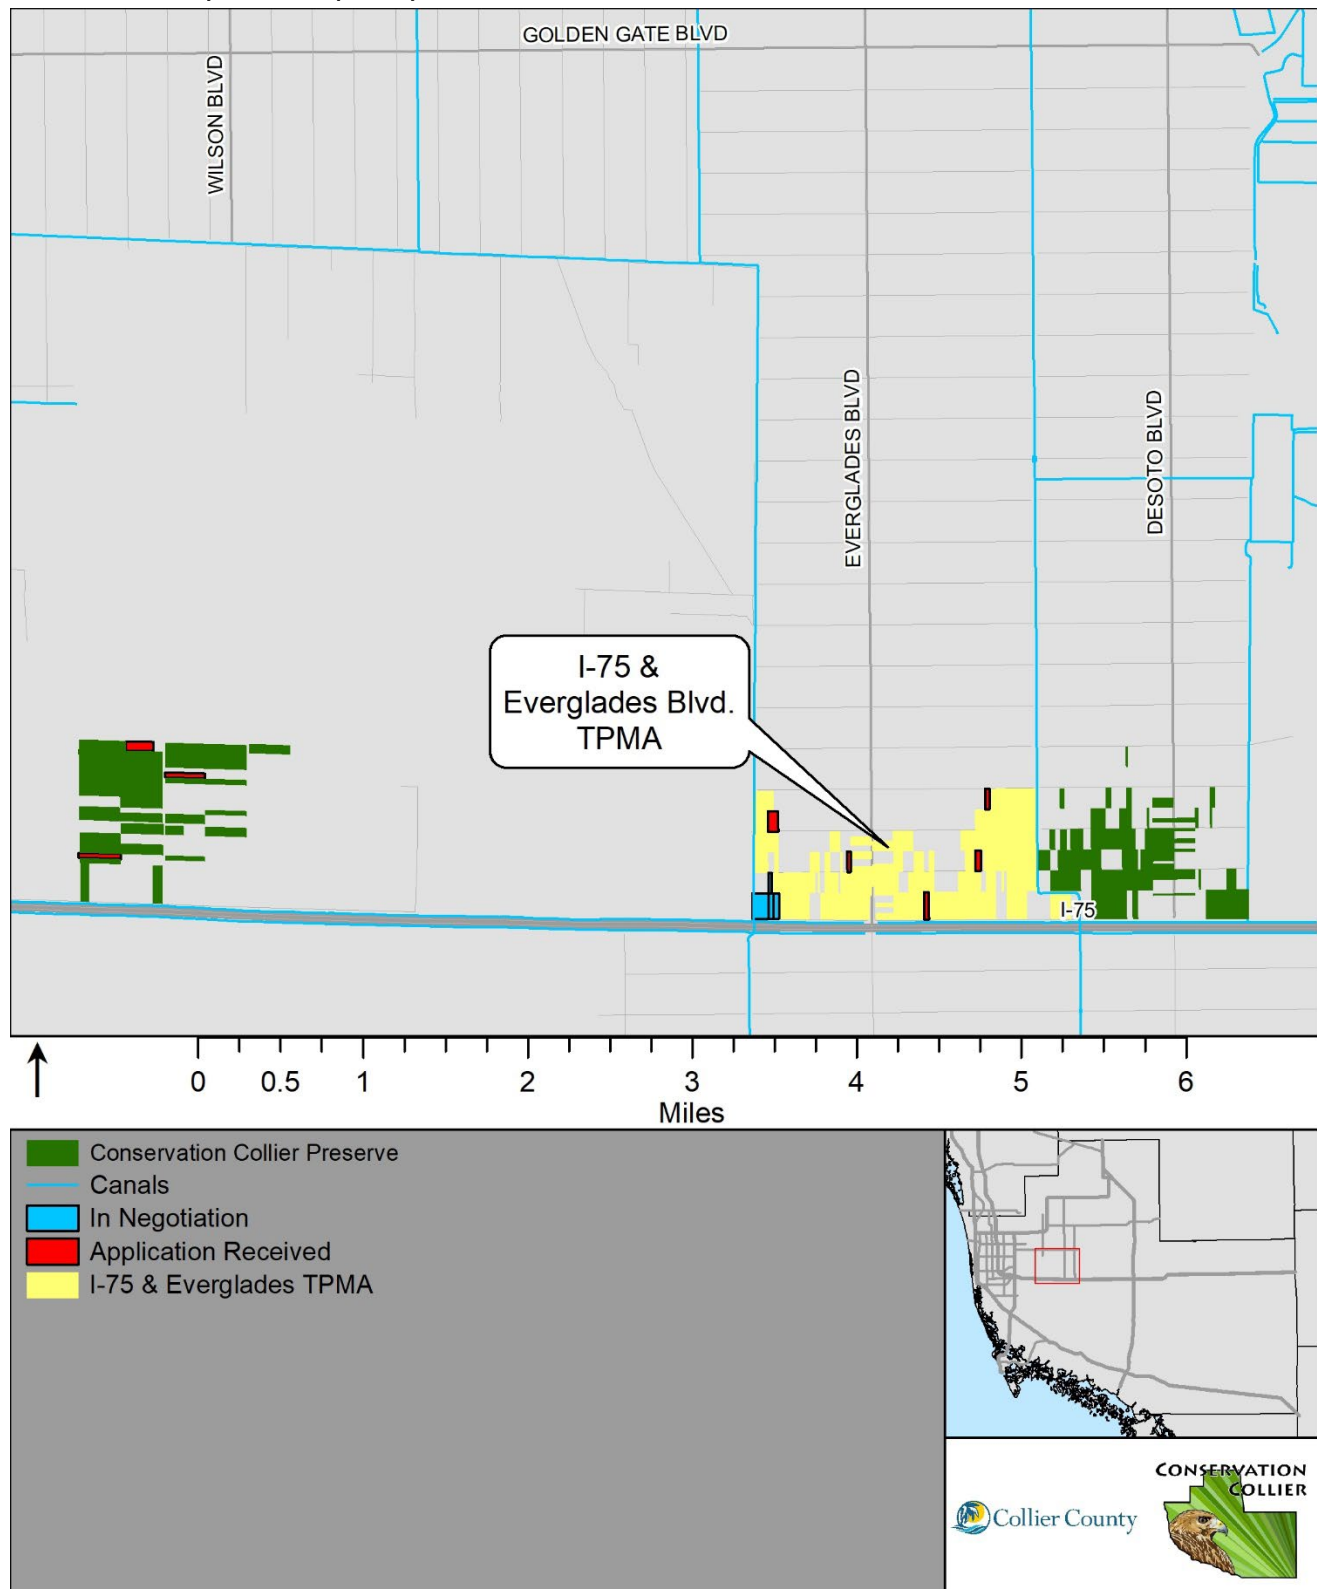 GOLDEN GATE BLVD
WILSON BLVD
EVERGLADES BLVD
DESOTO BLVD
I-75 &
Everglades Blvd.
TPMA
I-75
0 0.5 1 2 3 4 5 6
Miles
Conservation Collier Preserve
Canals
In Negotiation
Application Received
I-75 & Everglades TPMA
CONSERVATION
COLLIER
Collier County